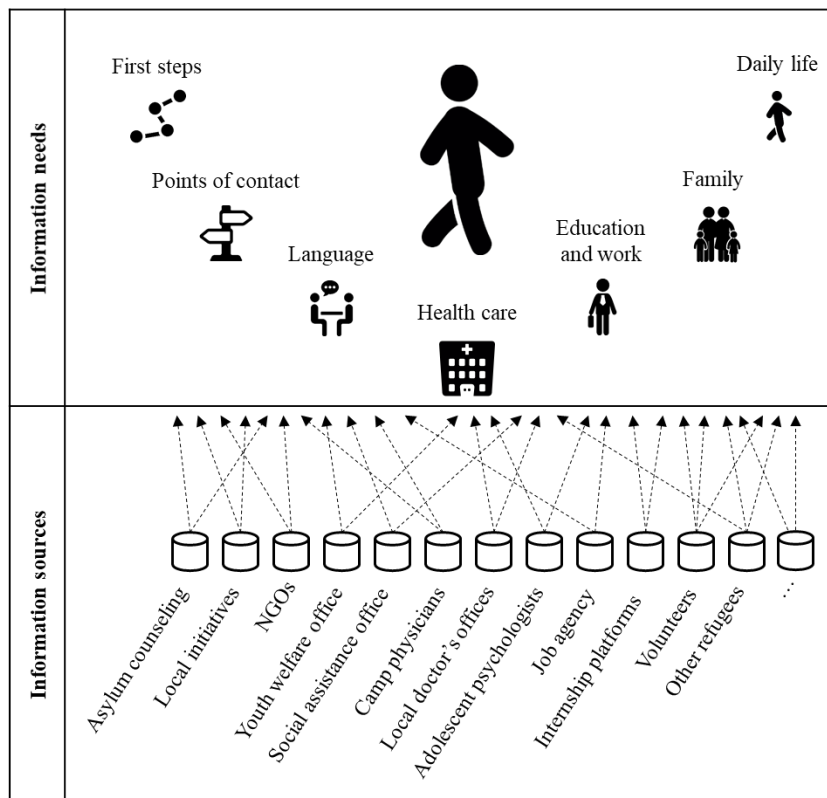 Information needs
First steps
Daily life
Points of contact
Family
Language
Education
and work
Health care
Information sources
Asylum counseling
Local initiatives
NGOs
Youth welfare office
Social assistance office
Camp physicians
Local doctor's offices
Adolescent psychologists
Job agency
Internship platforms
Volunteers
Other refugees
...